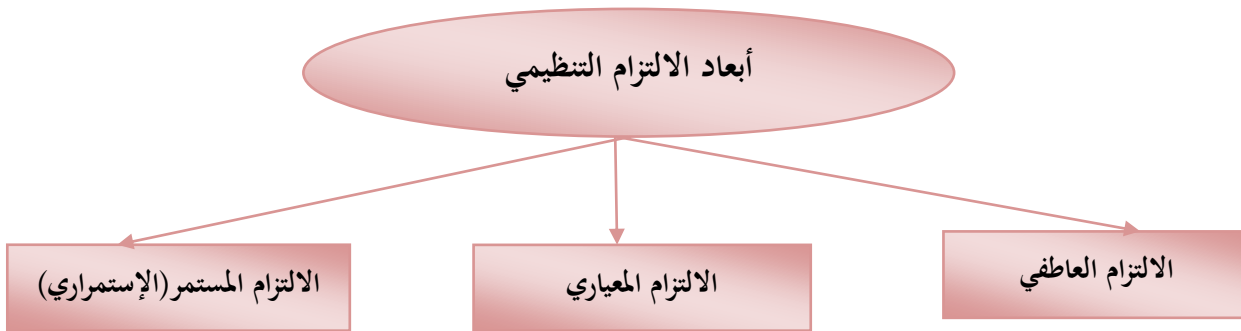 أبعاد الالتزام التنظيمي
الالتزام العاطفي
الالتزام المعياري
الالتزام المستمر(الإستمراري)